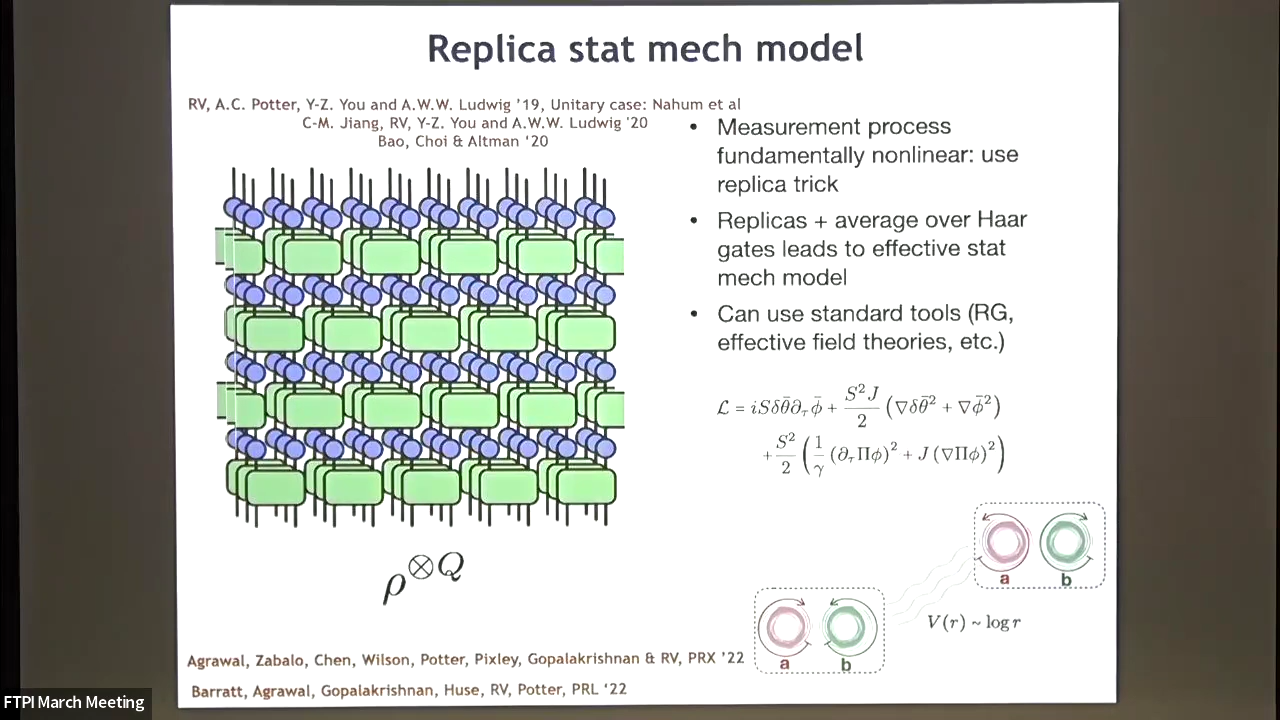 Replica stat mech model
RV, A.C. Potter, Y-Z. You and A.W.W. Ludwig '19, Unitary case: Nahum et al
C-M. Jiang, RV, Y-Z. You and A.W.W. Ludwig '20
Bao, Choi & Altman '20
• Measurement process
fundamentally nonlinear: use
replica trick
• Replicas + average over Haar
gates leads to effective stat
mech model
• Can use standard tools (RG,
effective field theories, etc.)
ℒ = iSδθ̄∂_τ φ̄ + S²J/2 (∇δθ̄² + ∇φ̄²)
+ S²/2 (1/γ (∂_τ Πφ)² + J (∇Πφ)²)
ρ^⊗Q
a b
V(r) ~ log r
a b
Agrawal, Zabalo, Chen, Wilson, Potter, Pixley, Gopalakrishnan & RV, PRX '22
Barratt, Agrawal, Gopalakrishnan, Huse, RV, Potter, PRL '22
FTPI March Meeting